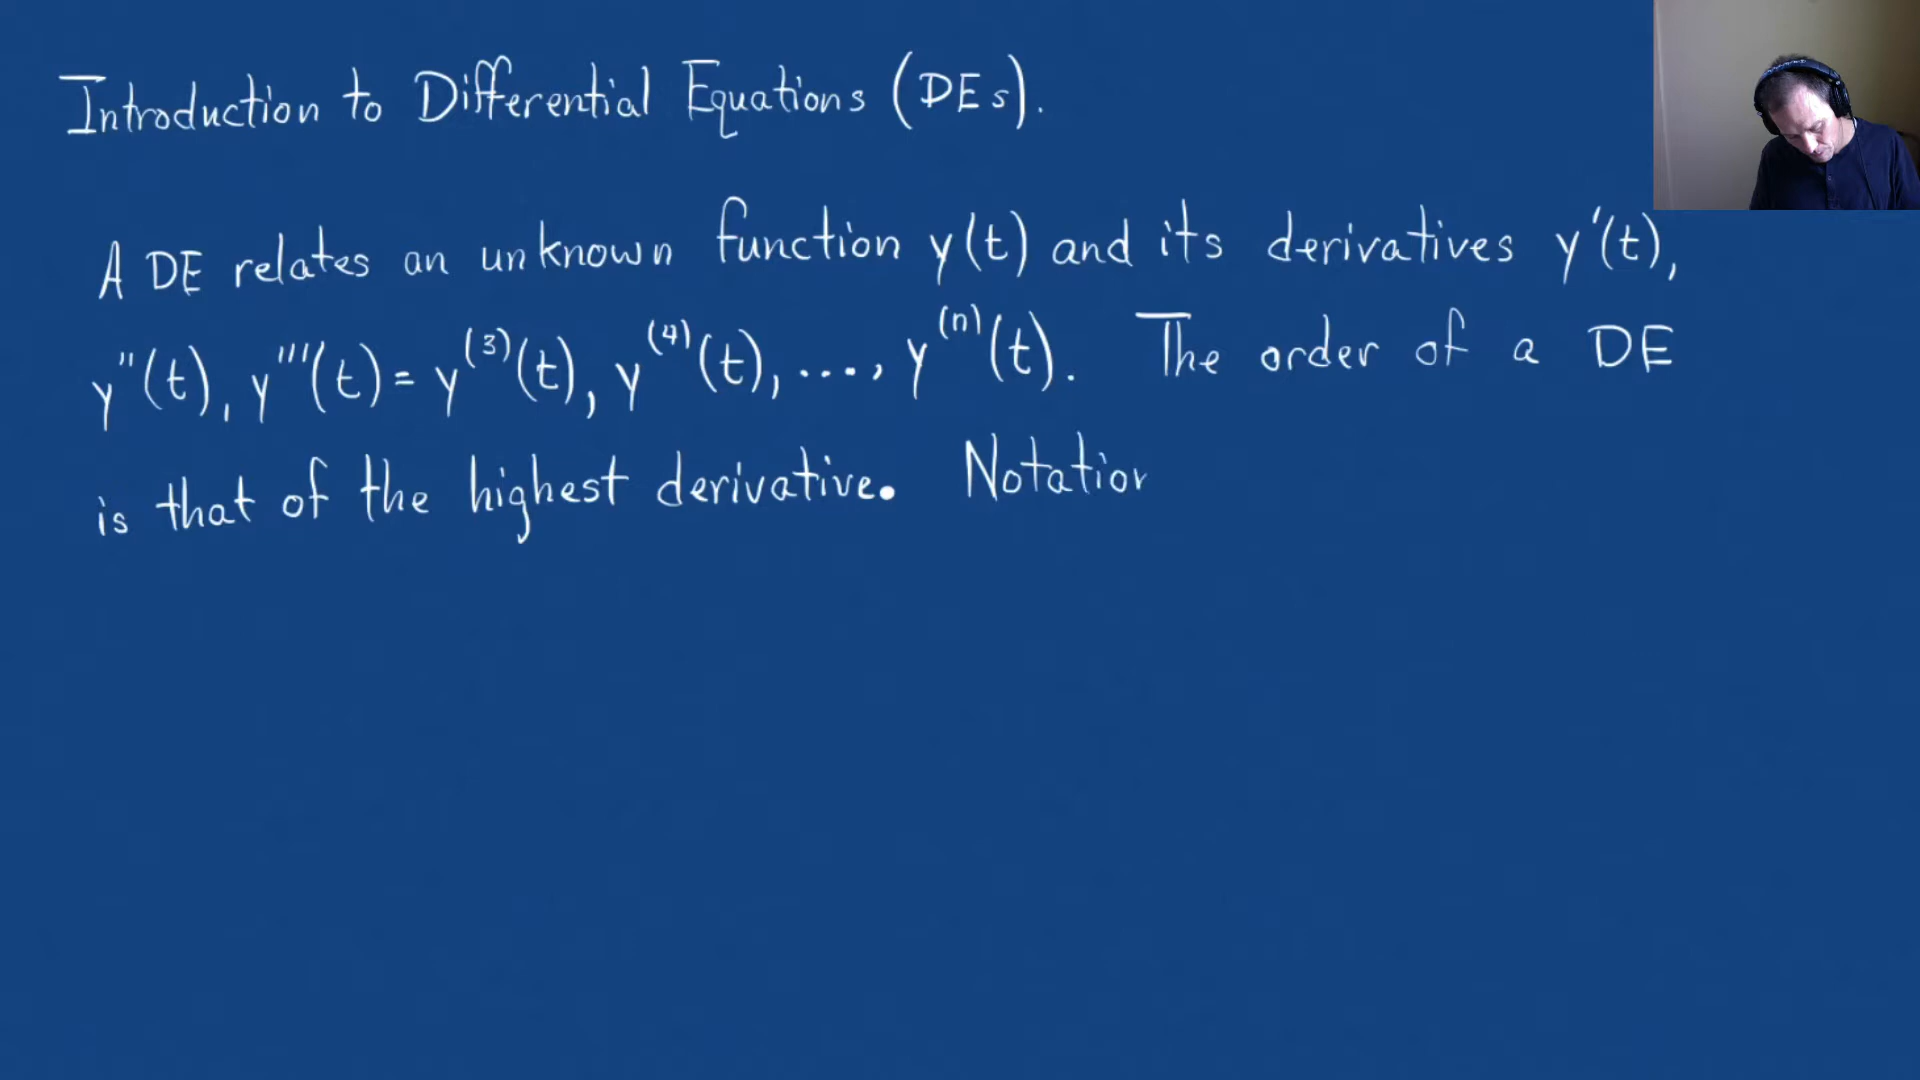 Introduction to Differential Equations (DEs).
A DE relates an unknown function y(t) and its derivatives y'(t),
y''(t), y'''(t) = y^(3)(t), y^(4)(t), ...., y^(n)(t). The order of a DE
is that of the highest derivative. Notation